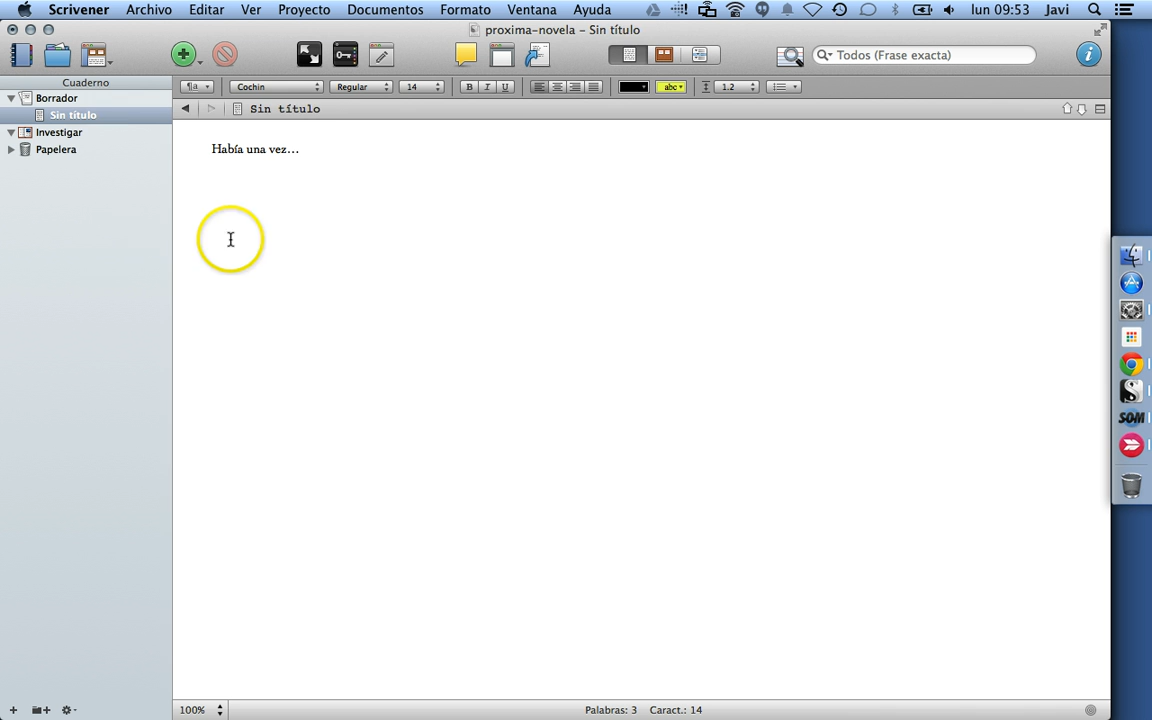 Scrivener Archivo Editar Ver Proyecto Documentos Formato Ventana Ayuda lun 09:53 Javi
proxima-novela – Sin título
Todos (Frase exacta)
Cuaderno
¶a Cochin Regular 14 B I U abc 1.2
Borrador
Sin título
Sin título
Investigar
Papelera
Había una vez...
SOM
100% Palabras: 3 Caract.: 14